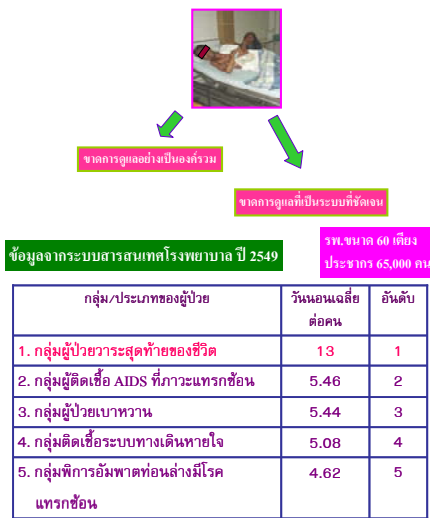 ขาดการดูแลอย่างเป็นองค์รวม
ขาดการดูแลที่เป็นระบบที่ชัดเจน
ข้อมูลจากระบบสารสนเทศโรงพยาบาล ปี 2549
รพ.ขนาด 60 เตียง
ประชากร 65,000 คน
กลุ่ม/ประเภทของผู้ป่วย วันนอนเฉลี่ย อันดับ
ต่อคน
1. กลุ่มผู้ป่วยวาระสุดท้ายของชีวิต 13 1
2. กลุ่มผู้ติดเชื้อ AIDS ที่ภาวะแทรกซ้อน 5.46 2
3. กลุ่มผู้ป่วยเบาหวาน 5.44 3
4. กลุ่มติดเชื้อระบบทางเดินหายใจ 5.08 4
5. กลุ่มพิการอัมพาตท่อนล่างมีโรค 4.62 5
แทรกซ้อน